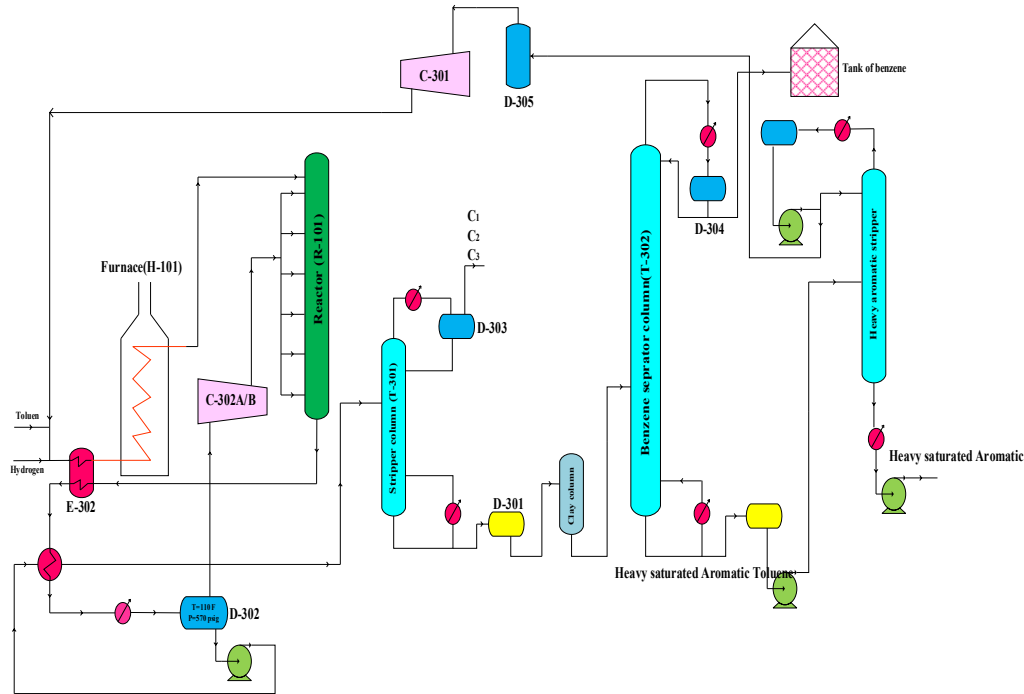 C-301
D-305
Tank of benzene
Reactor (R-101)
C1
C2
C3
Furnace(H-101)
D-303
D-304
Benzene seprator column(T-302)
Heavy aromatic stripper
C-302A/B
Stripper column (T-301)
Toluen
Hydrogen
E-302
D-301
Clay column
Heavy saturated Aromatic
Heavy saturated Aromatic Toluene
T=110 F
P=570 psig
D-302